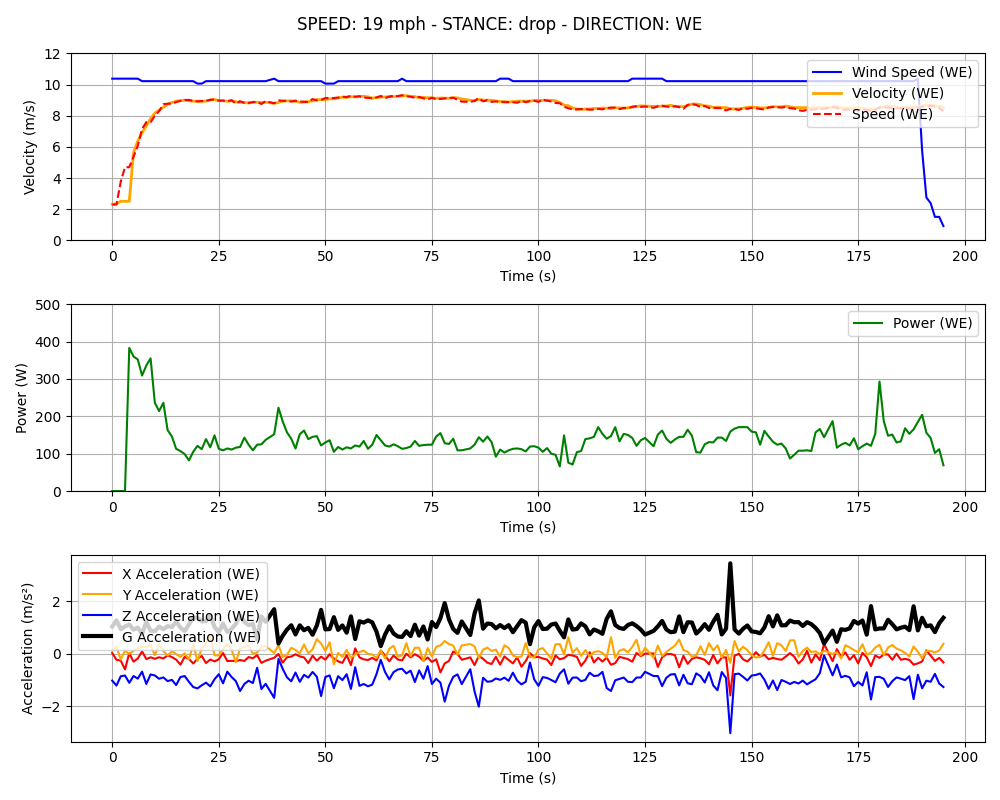 SPEED: 19 mph - STANCE: drop - DIRECTION: WE
12
10
8
6
4
2
0
Velocity (m/s)
Wind Speed (WE)
Velocity (WE)
Speed (WE)
0 25 50 75 100 125 150 175 200
Time (s)
500
400
300
200
100
0
Power (W)
Power (WE)
0 25 50 75 100 125 150 175 200
Time (s)
2
0
−2
Acceleration (m/s²)
X Acceleration (WE)
Y Acceleration (WE)
Z Acceleration (WE)
G Acceleration (WE)
0 25 50 75 100 125 150 175 200
Time (s)